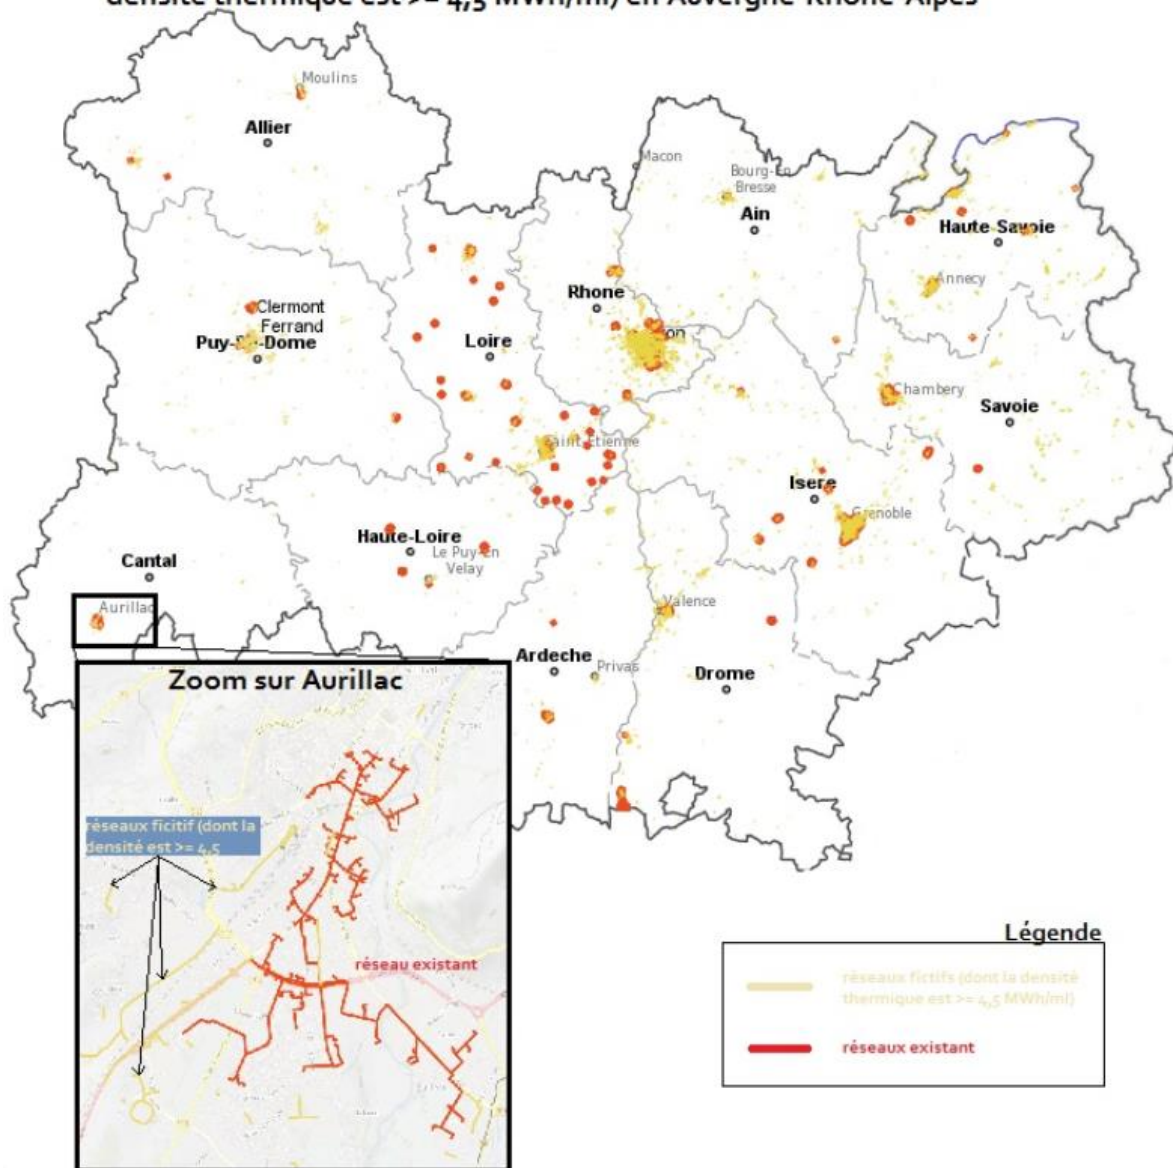 densité thermique est >= 4,5 MWh/ml) en Auvergne-Rhône-Alpes
Moulins
Allier
Macon
Bourg-En
Bresse
Ain
Haute-Savoie
Annecy
Rhone
Clermont
Ferrand
Puy-De-Dome
Loire
Chambery
Savoie
Saint Etienne
Isere
Grenoble
Haute-Loire
Le Puy-En
Velay
Cantal
Aurillac
Valence
Ardeche
Privas
Drome
Zoom sur Aurillac
réseaux ficitif (dont la
densité est >= 4,5
réseau existant
Légende
réseaux fictifs (dont la densité
thermique est >= 4,5 MWh/ml)
réseaux existant